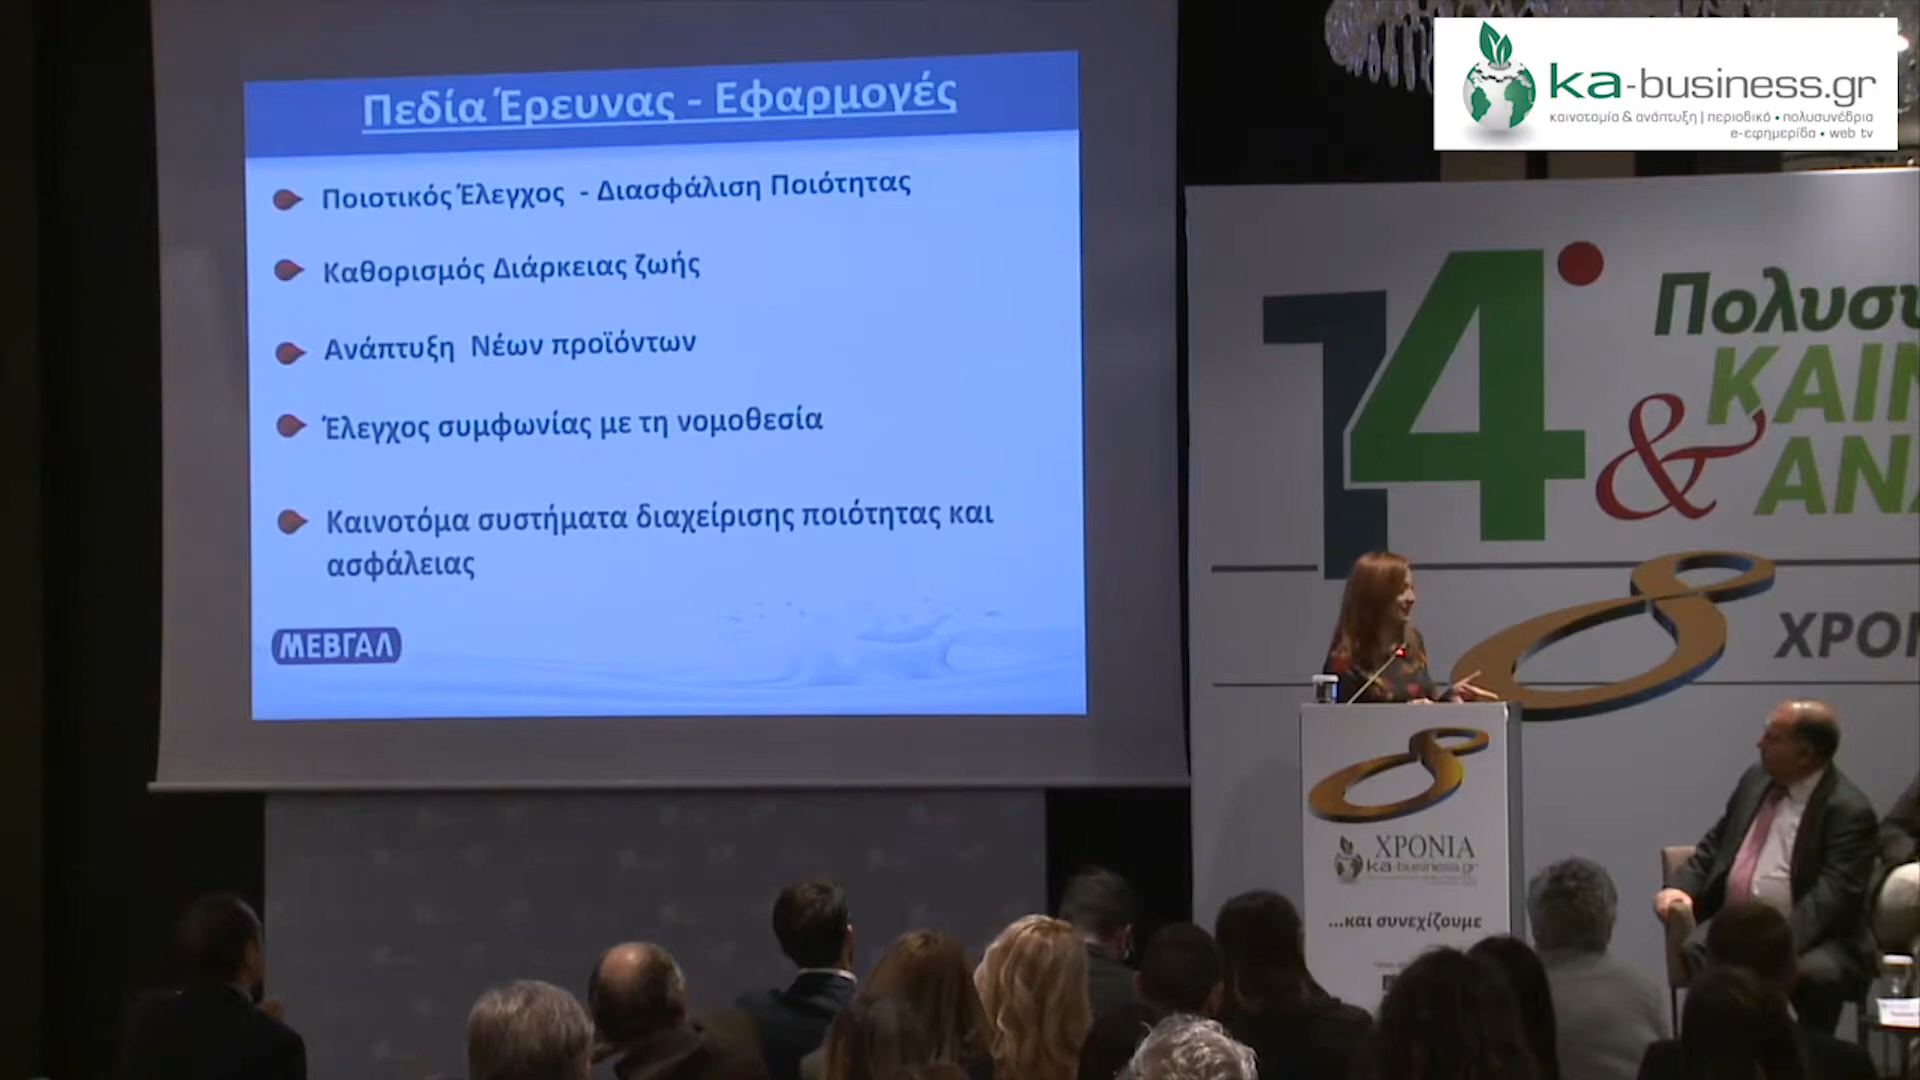 Πεδία Έρευνας - Εφαρμογές
Ποιοτικός Έλεγχος - Διασφάλιση Ποιότητας
Καθορισμός Διάρκειας ζωής
Ανάπτυξη Νέων προϊόντων
Έλεγχος συμφωνίας με τη νομοθεσία
Καινοτόμα συστήματα διαχείρισης ποιότητας και
ασφάλειας
ΜΕΒΓΑΛ
ka-business.gr
καινοτομία & ανάπτυξη | περιοδικό • πολυσυνέδρια
e-εφημερίδα • web tv
14
Πολυσυ
ΚΑΙΝ
&
ΑΝΑ
8
ΧΡΟΝ
8
ΧΡΟΝΙΑ
ka-business.gr
...και συνεχίζουμε